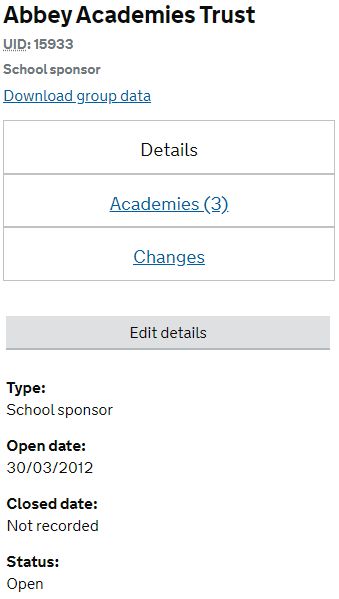 Abbey Academies Trust
UID: 15933
School sponsor
Download group data
Details
Academies (3)
Changes
Edit details
Type:
School sponsor
Open date:
30/03/2012
Closed date:
Not recorded
Status:
Open